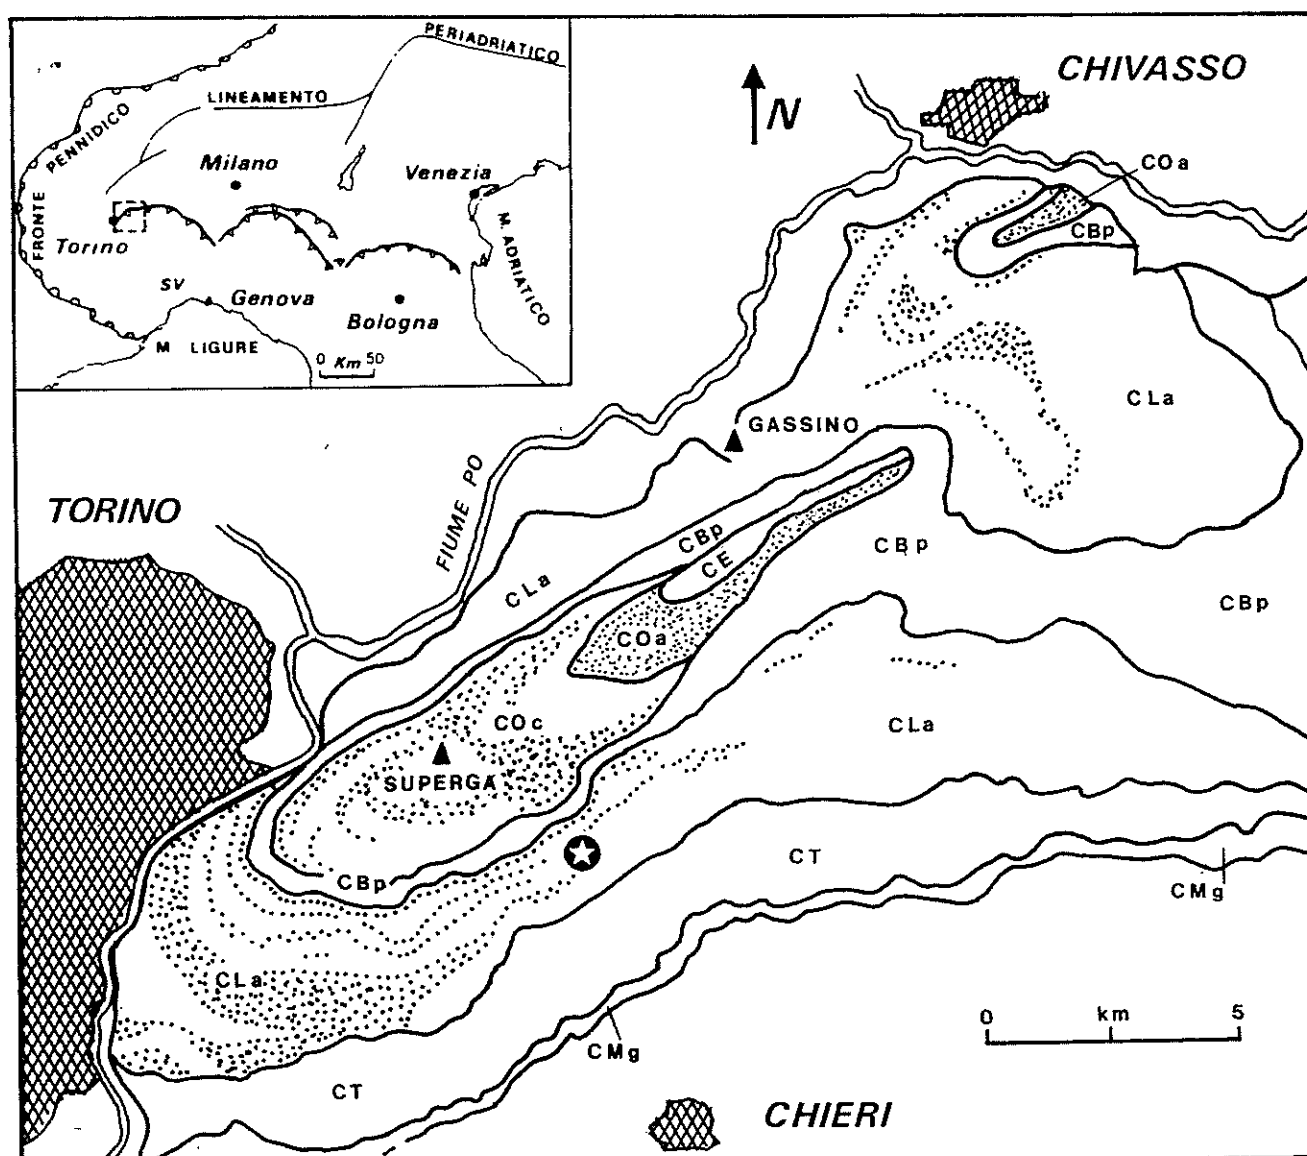 PERIADRIATICO
LINEAMENTO
PENNIDICO
FRONTE
Milano
Venezia
Torino
M. ADRIATICO
SV
Genova
Bologna
M LIGURE
0 Km 50
N
CHIVASSO
COa
CBp
CLa
GASSINO
FIUME PO
TORINO
CBp
CLa
CE
CBp
CBp
COa
COc
CLa
SUPERGA
CBp
CT
CMg
CLa
0 km 5
CMg
CT
CHIERI